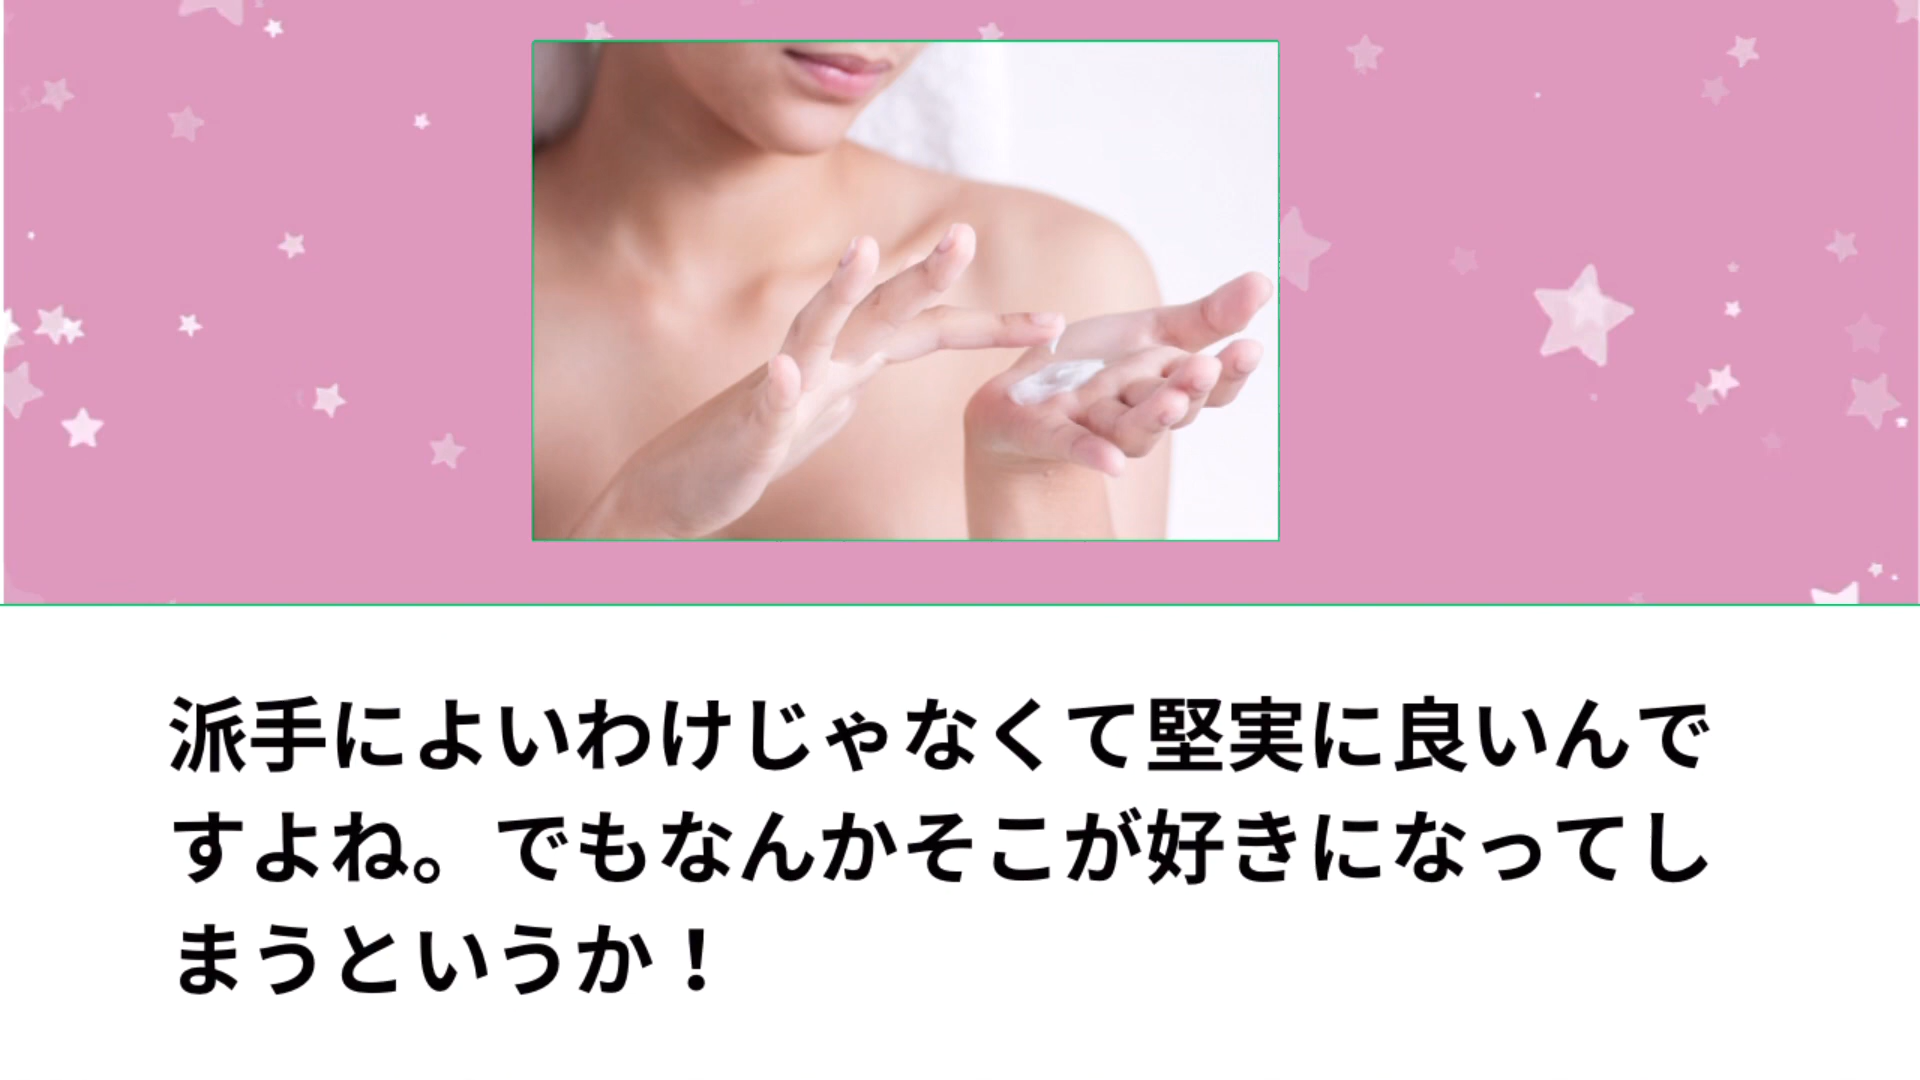 派手によいわけじゃなくて堅実に良いんで
すよね。でもなんかそこが好きになってし
まうというか！